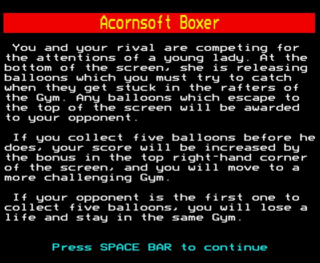 Acornsoft Boxer
You and your rival are competing for
the attentions of a young lady. At the
bottom of the screen, she is releasing
balloons which you must try to catch
when they get stuck in the rafters of
the Gym. Any balloons which escape to
the top of the screen will be awarded
to your opponent.
If you collect five balloons before he
does, your score will be increased by
the bonus in the top right-hand corner
of the screen, and you will move to a
more challenging Gym.
If your opponent is the first one to
collect five balloons, you will lose a
life and stay in the same Gym.
Press SPACE BAR to continue